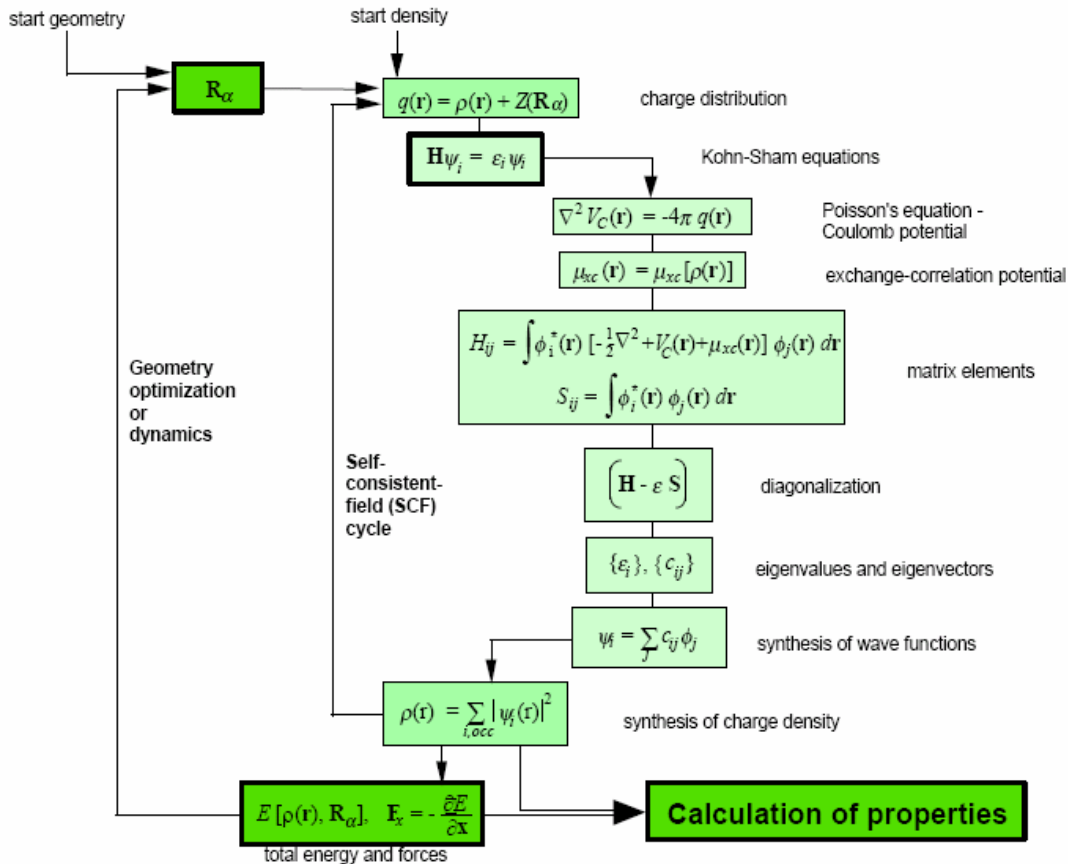 start geometry
start density
R_α
q(r) = ρ(r) + Z(R_α)
charge distribution
Hψ_i = ε_i ψ_i
Kohn-Sham equations
∇² V_C(r) = -4π q(r)
Poisson's equation -
Coulomb potential
μ_xc(r) = μ_xc[ρ(r)]
exchange-correlation potential
H_ij = ∫φ_i*(r) [-½∇²+V_C(r)+μ_xc(r)] φ_j(r) dr
S_ij = ∫φ_i*(r) φ_j(r) dr
matrix elements
Geometry
optimization
or
dynamics
Self-
consistent-
field (SCF)
cycle
(H - ε S)
diagonalization
{ε_i}, {c_ij}
eigenvalues and eigenvectors
ψ_i = ∑_j c_ij φ_j
synthesis of wave functions
ρ(r) = ∑_i,occ |ψ_i(r)|²
synthesis of charge density
E[ρ(r), R_α], F_x = -∂E/∂x
total energy and forces
Calculation of properties